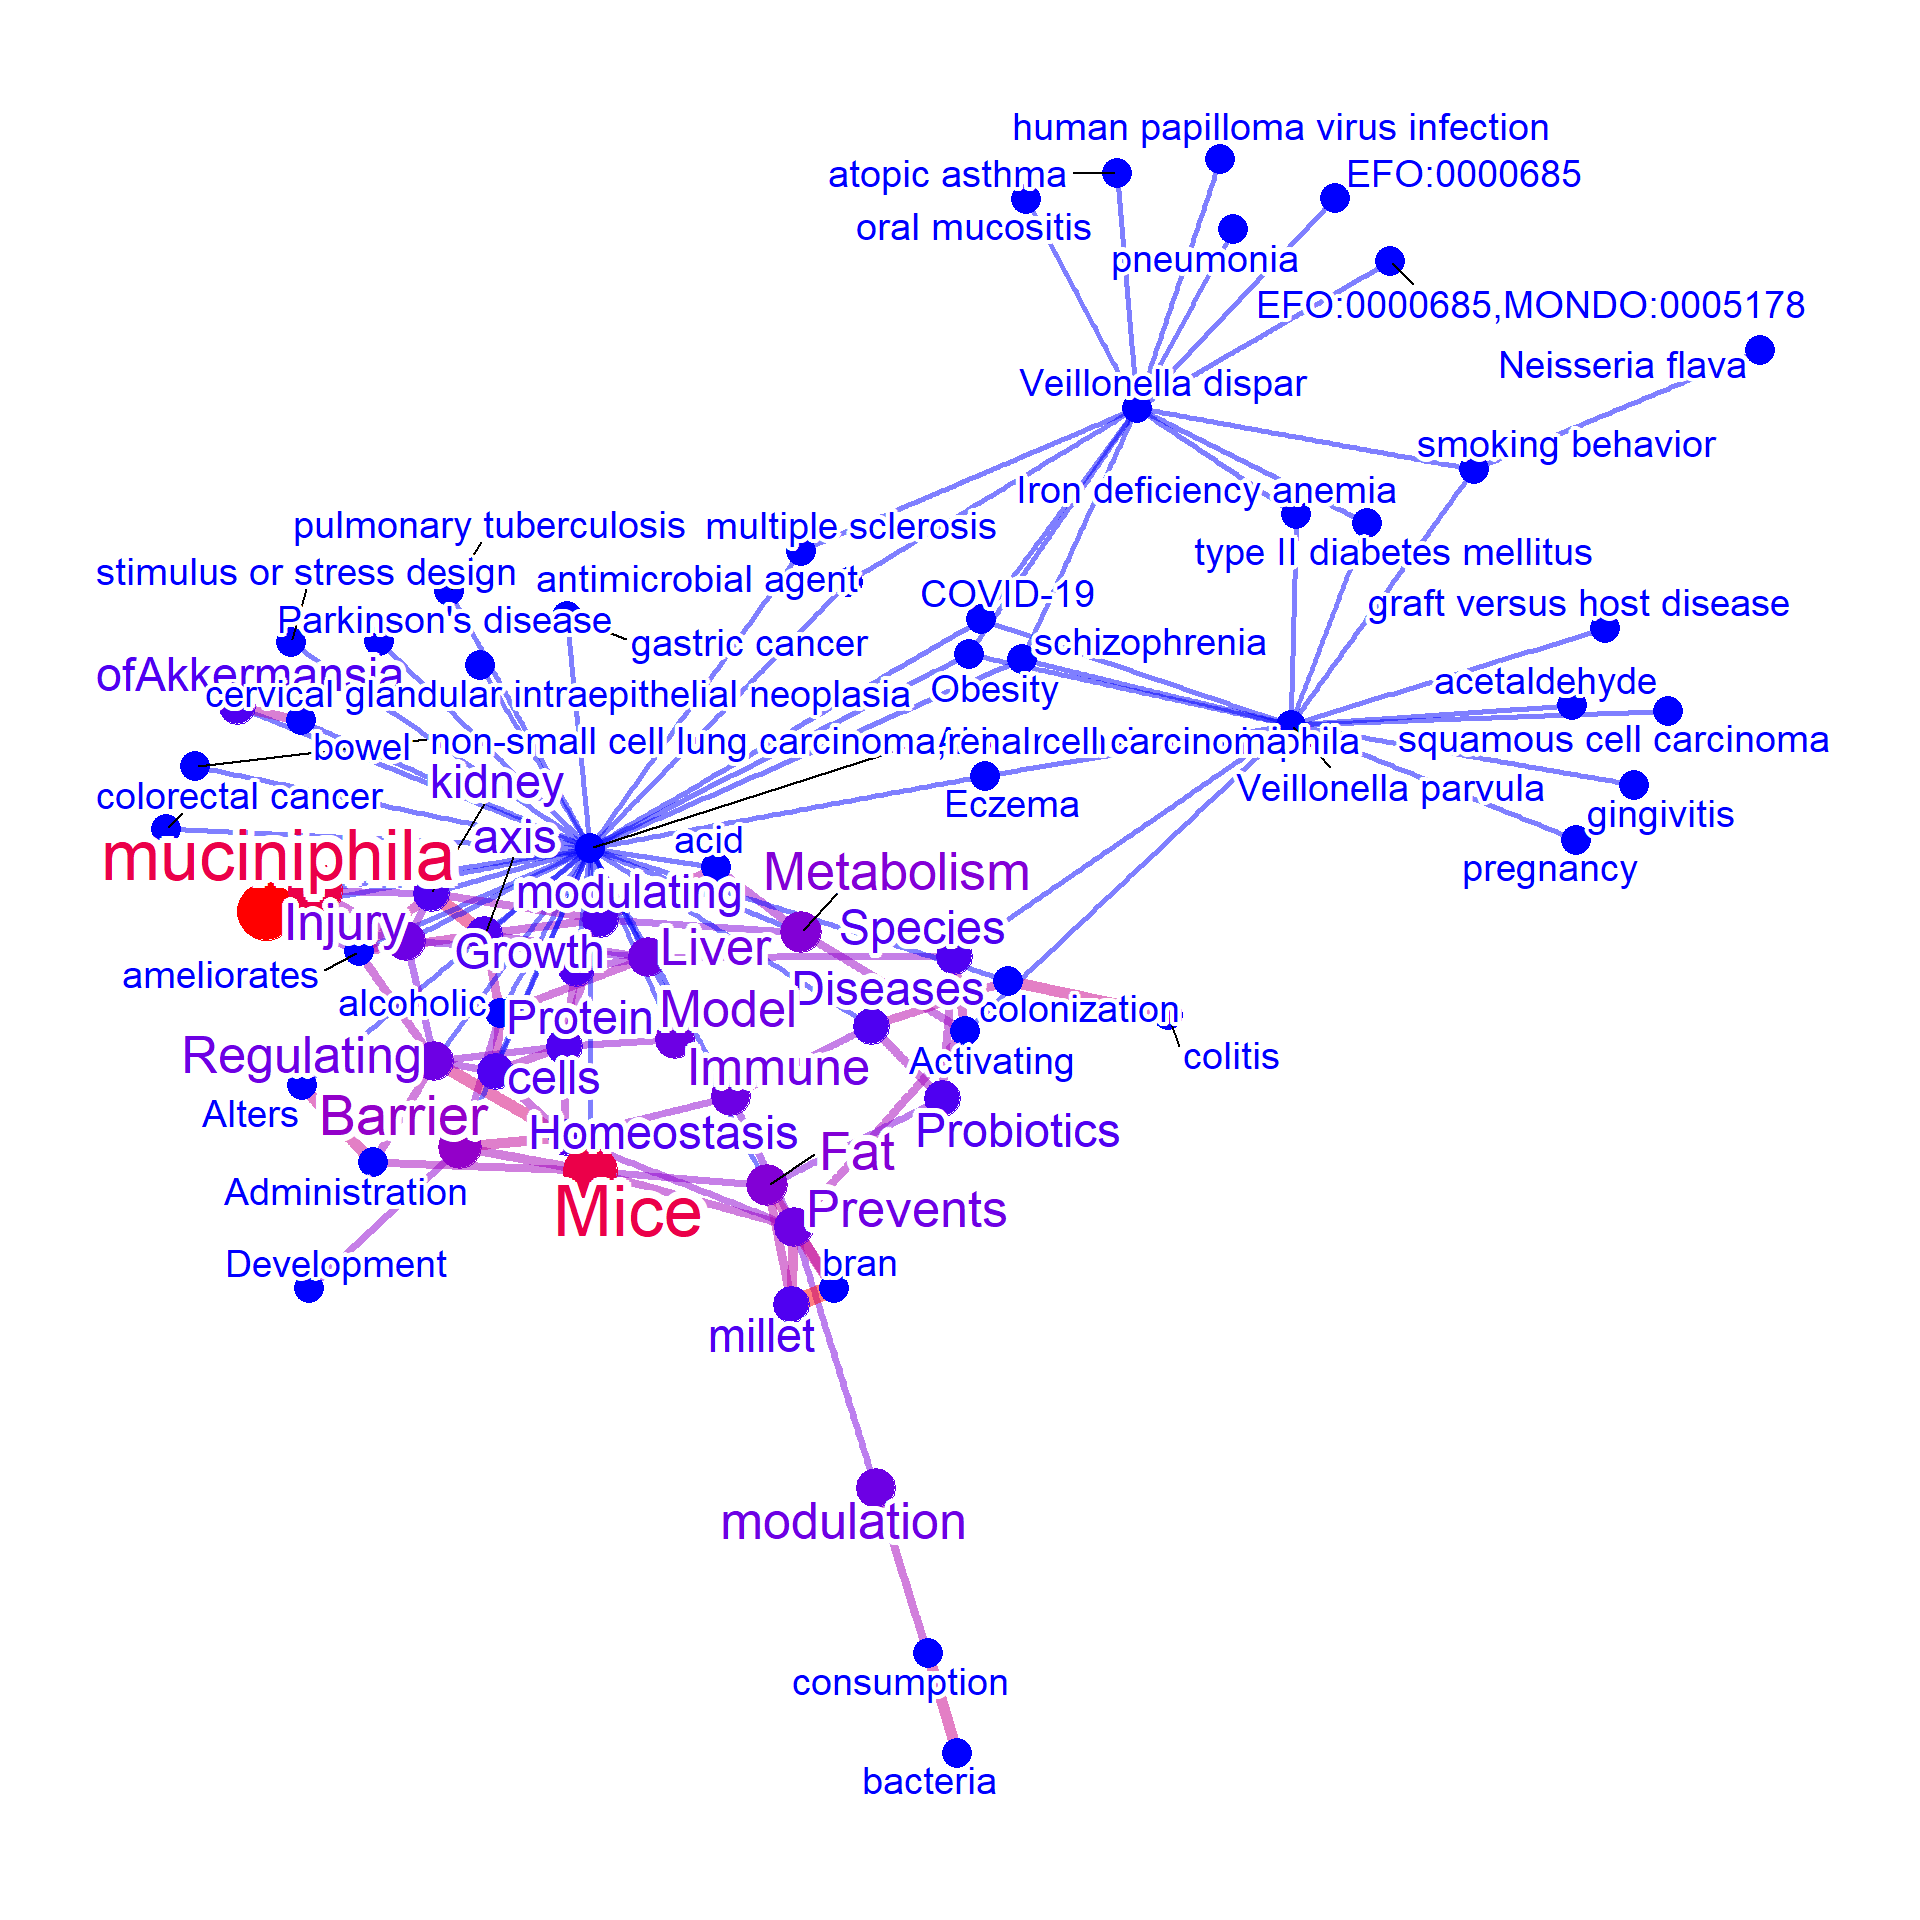 human papilloma virus infection
atopic asthma
EFO:0000685
oral mucositis
pneumonia
EFO:0000685,MONDO:0005178
Neisseria flava
Veillonella dispar
smoking behavior
Iron deficiency anemia
pulmonary tuberculosis
multiple sclerosis
type II diabetes mellitus
stimulus or stress design
antimicrobial agent
COVID-19
graft versus host disease
Parkinson's disease
gastric cancer
schizophrenia
ofAkkermansia
cervical glandular intraepithelial neoplasia
Obesity
acetaldehyde
bowel
non-small cell lung carcinoma,renal cell carcinoma
squamous cell carcinoma
kidney
colorectal cancer
Eczema
Veillonella parvula
gingivitis
axis
acid
muciniphila
Metabolism
pregnancy
modulating
Injury
Species
Growth
Liver
ameliorates
Diseases
alcoholic
Protein
Model
colonization
Regulating
Immune
Activating
colitis
cells
Alters
Barrier
Homeostasis
Fat
Probiotics
Administration
Mice
Prevents
Development
bran
millet
modulation
consumption
bacteria